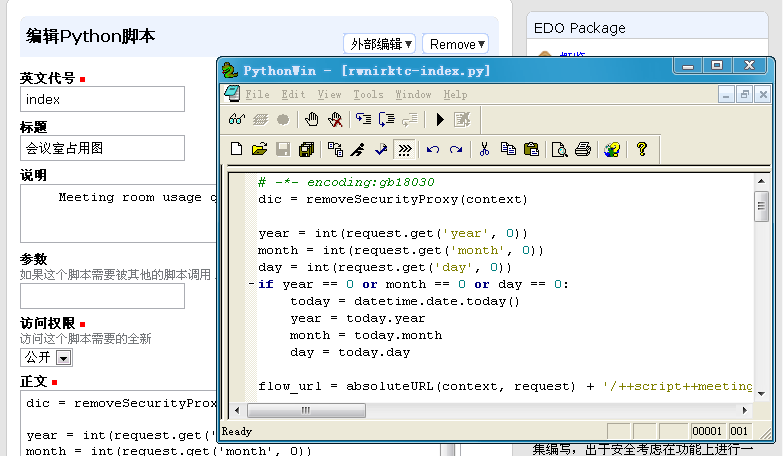 编辑Python脚本
外部编辑▼ Remove▼
英文代号
index
标题
会议室占用图
说明
Meeting room usage
参数
如果这个脚本需要被其他的脚本调用
访问权限
访问这个脚本需要的全新
公开
正文
dic = removeSecurityProx
year = int(request.get('
month = int(request.get('month', 0))
EDO Package
PythonWin - [rwnirktc-index.py]
File Edit View Tools Window Help
# -*- encoding:gb18030
dic = removeSecurityProxy(context)
year = int(request.get('year', 0))
month = int(request.get('month', 0))
day = int(request.get('day', 0))
if year == 0 or month == 0 or day == 0:
today = datetime.date.today()
year = today.year
month = today.month
day = today.day
flow_url = absoluteURL(context, request) + '/++script++meeting
Ready
00001 001
集编写，出于安全考虑在功能上进行一